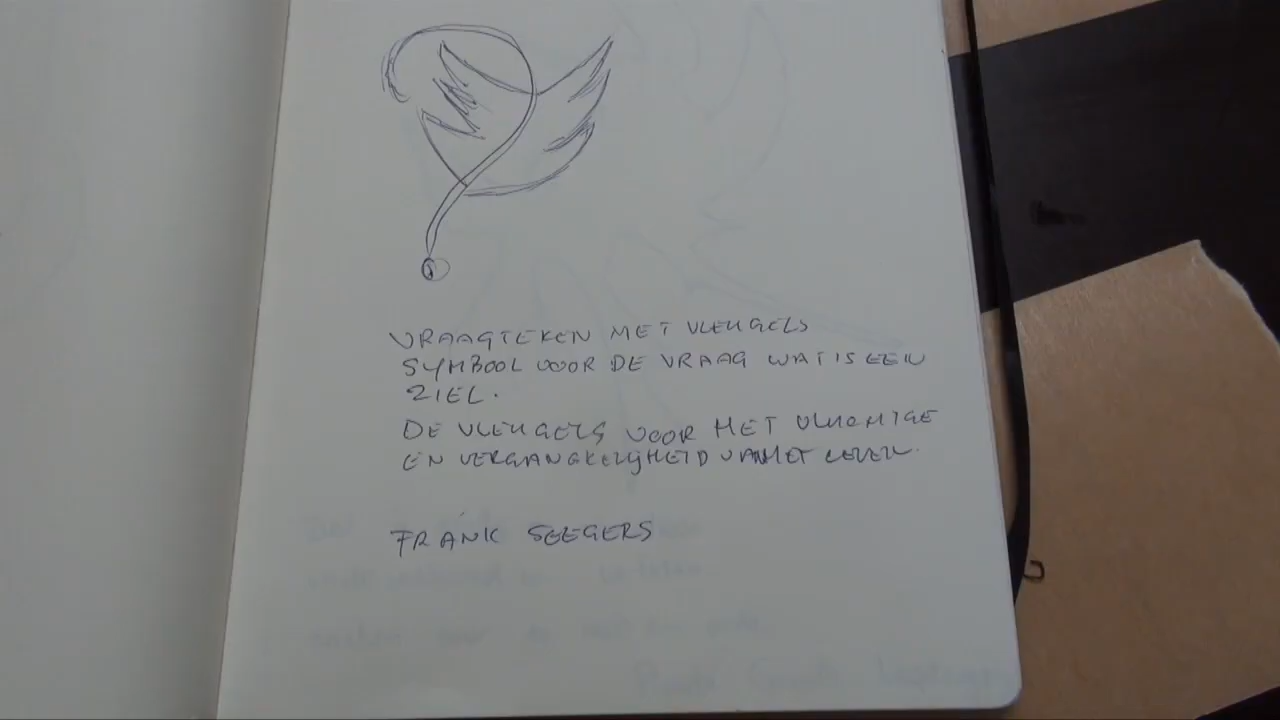 VRAAGTEKEN MET VLEUGELS
SYMBOOL VOOR DE VRAAG WAT IS EEN
ZIEL.
DE VLEUGELS VOOR HET VLUCHTIGE
EN VERGANGKELIJHEID VAN HET LEVEN.
FRANK SEEGERS